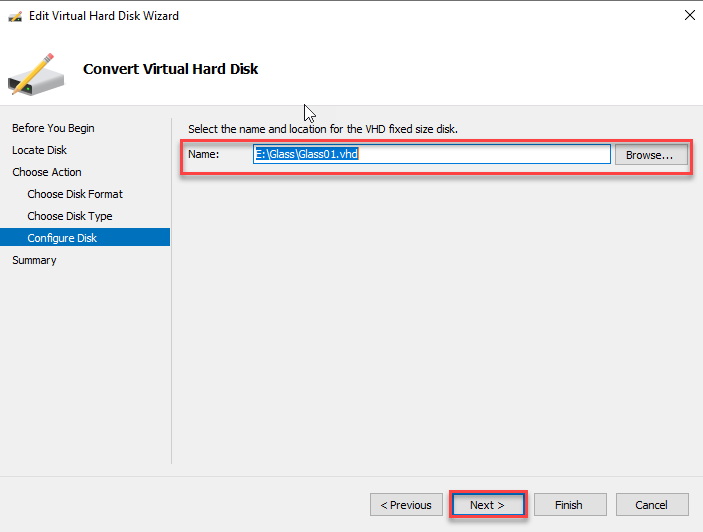 Edit Virtual Hard Disk Wizard
Convert Virtual Hard Disk
Before You Begin
Locate Disk
Choose Action
Choose Disk Format
Choose Disk Type
Configure Disk
Summary
Select the name and location for the VHD fixed size disk.
Name: E:\Glass\Glass01.vhd Browse...
< Previous Next > Finish Cancel